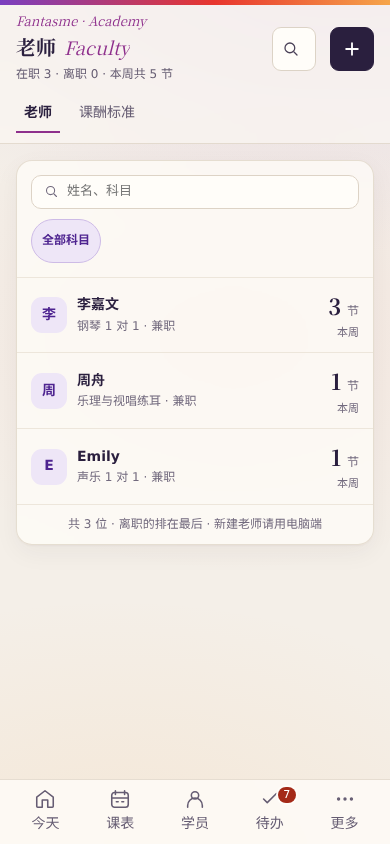 Fantasme · Academy
老师 Faculty
在职 3 · 离职 0 · 本周共 5 节
老师 课酬标准
姓名、科目
全部科目
李 李嘉文 3 节
钢琴 1 对 1 · 兼职 本周
周 周舟 1 节
乐理与视唱练耳 · 兼职 本周
E Emily 1 节
声乐 1 对 1 · 兼职 本周
共 3 位 · 离职的排在最后 · 新建老师请用电脑端
7
今天 课表 学员 待办 更多